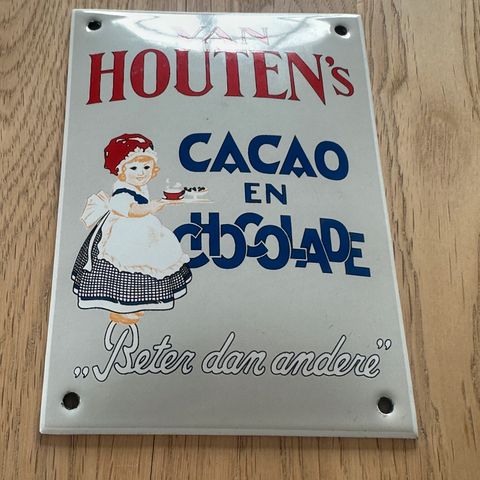 VAN
HOUTEN's
CACAO
EN
CHOCOLADE
„Beter dan andere”